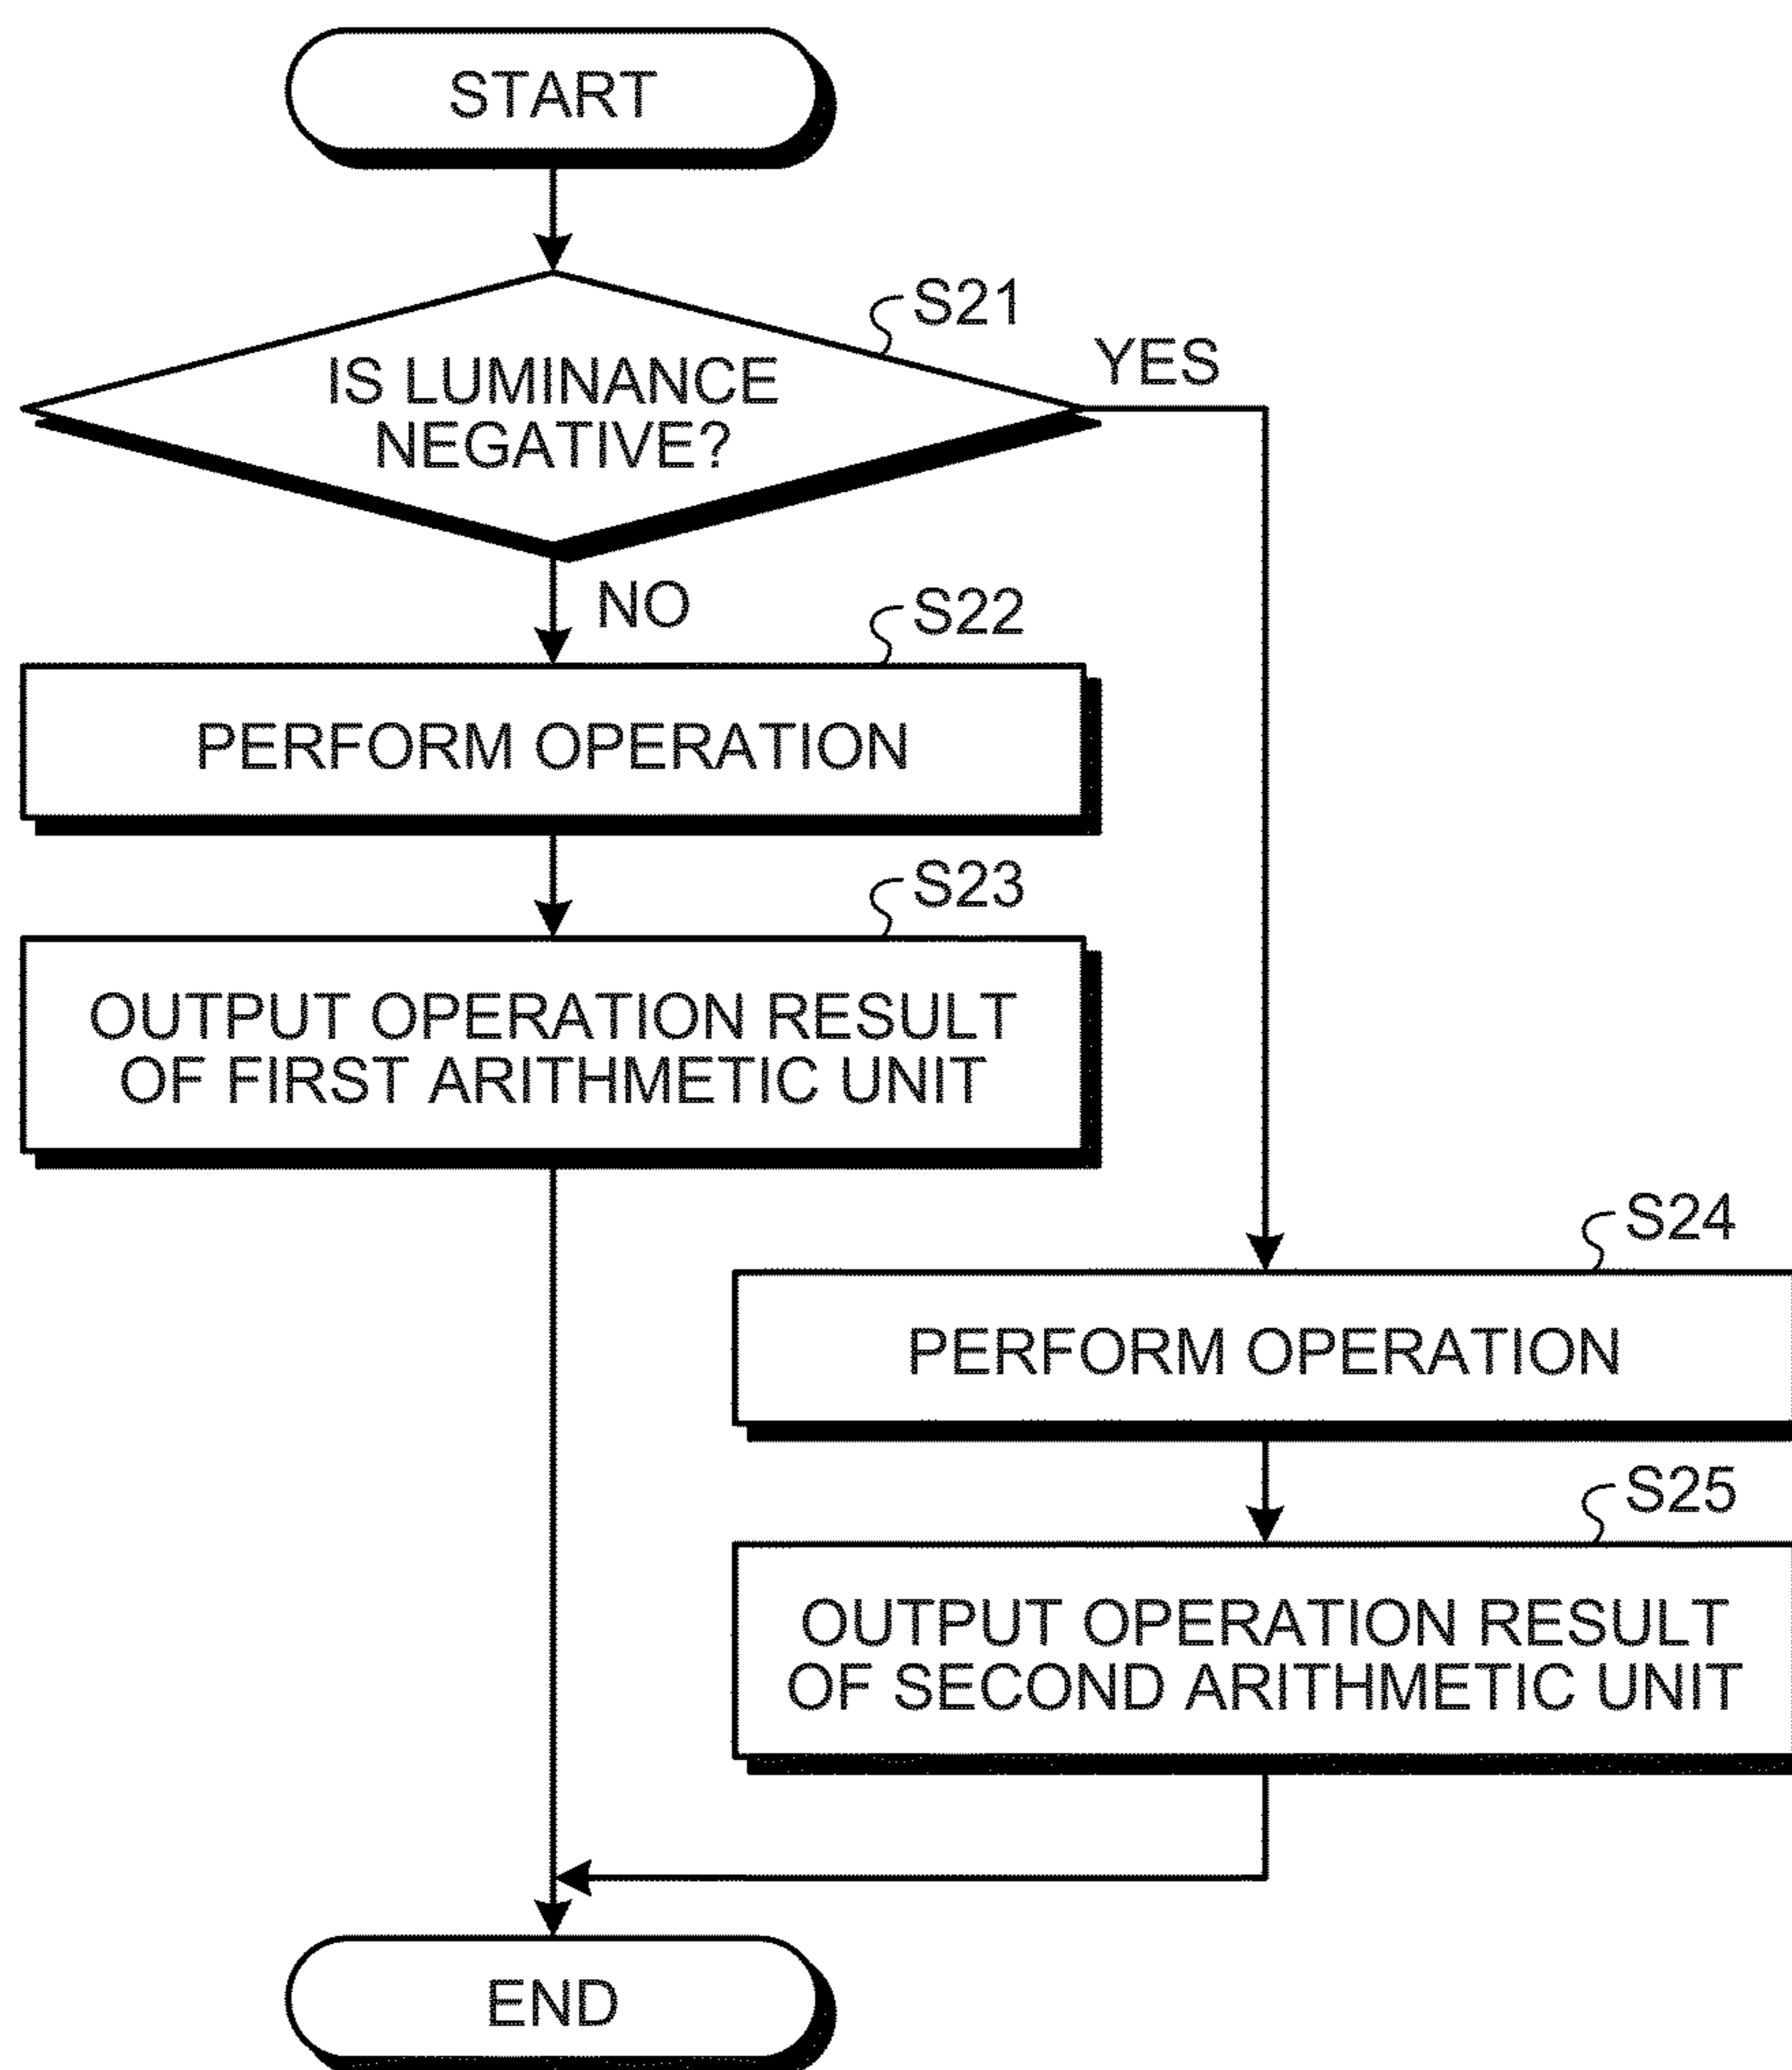 START
S21
IS LUMINANCE
NEGATIVE?
YES
NO
S22
PERFORM OPERATION
S23
OUTPUT OPERATION RESULT
OF FIRST ARITHMETIC UNIT
S24
PERFORM OPERATION
S25
OUTPUT OPERATION RESULT
OF SECOND ARITHMETIC UNIT
END